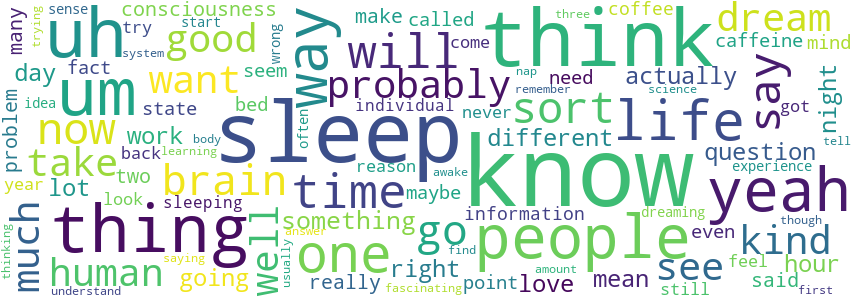 sense
start
consciousness
many
trying
try
system
fact
uh
good
wrong
make
called
come
will
think
coffee
dream
three
caffeine
mind
day
um
want
seem
way
probably
nap
remember
need
actually
say
science
got
night
tell
problem
idea
state
bed
individual
never
sort
life
now
work
body
often
sleep
different
question
take
back
learning
brain
two
reason
awake
know
experience
year
lot
look
sleeping
time
maybe
yeah
thing
something
information
people
dreaming
though
much
well
answer
one
go
find
even
kind
human
saying
going
usually
really
right
fascinating
point
amount
love
mean
see
feel
hour
still
said
first
thinking
understand